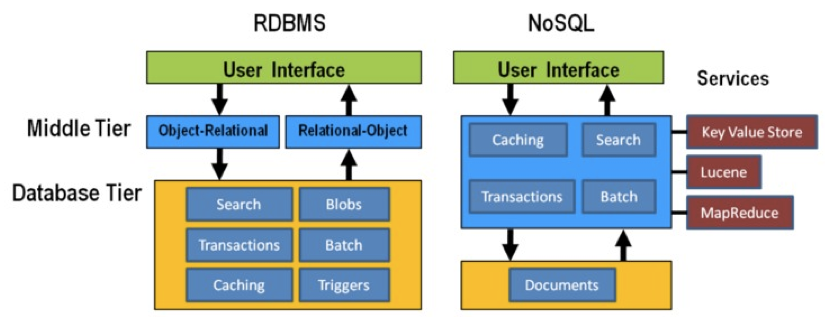 RDBMS
NoSQL
User Interface
User Interface
Services
Middle Tier
Object-Relational
Relational-Object
Caching
Search
Key Value Store
Lucene
Database Tier
Search
Blobs
Transactions
Batch
MapReduce
Transactions
Batch
Caching
Triggers
Documents